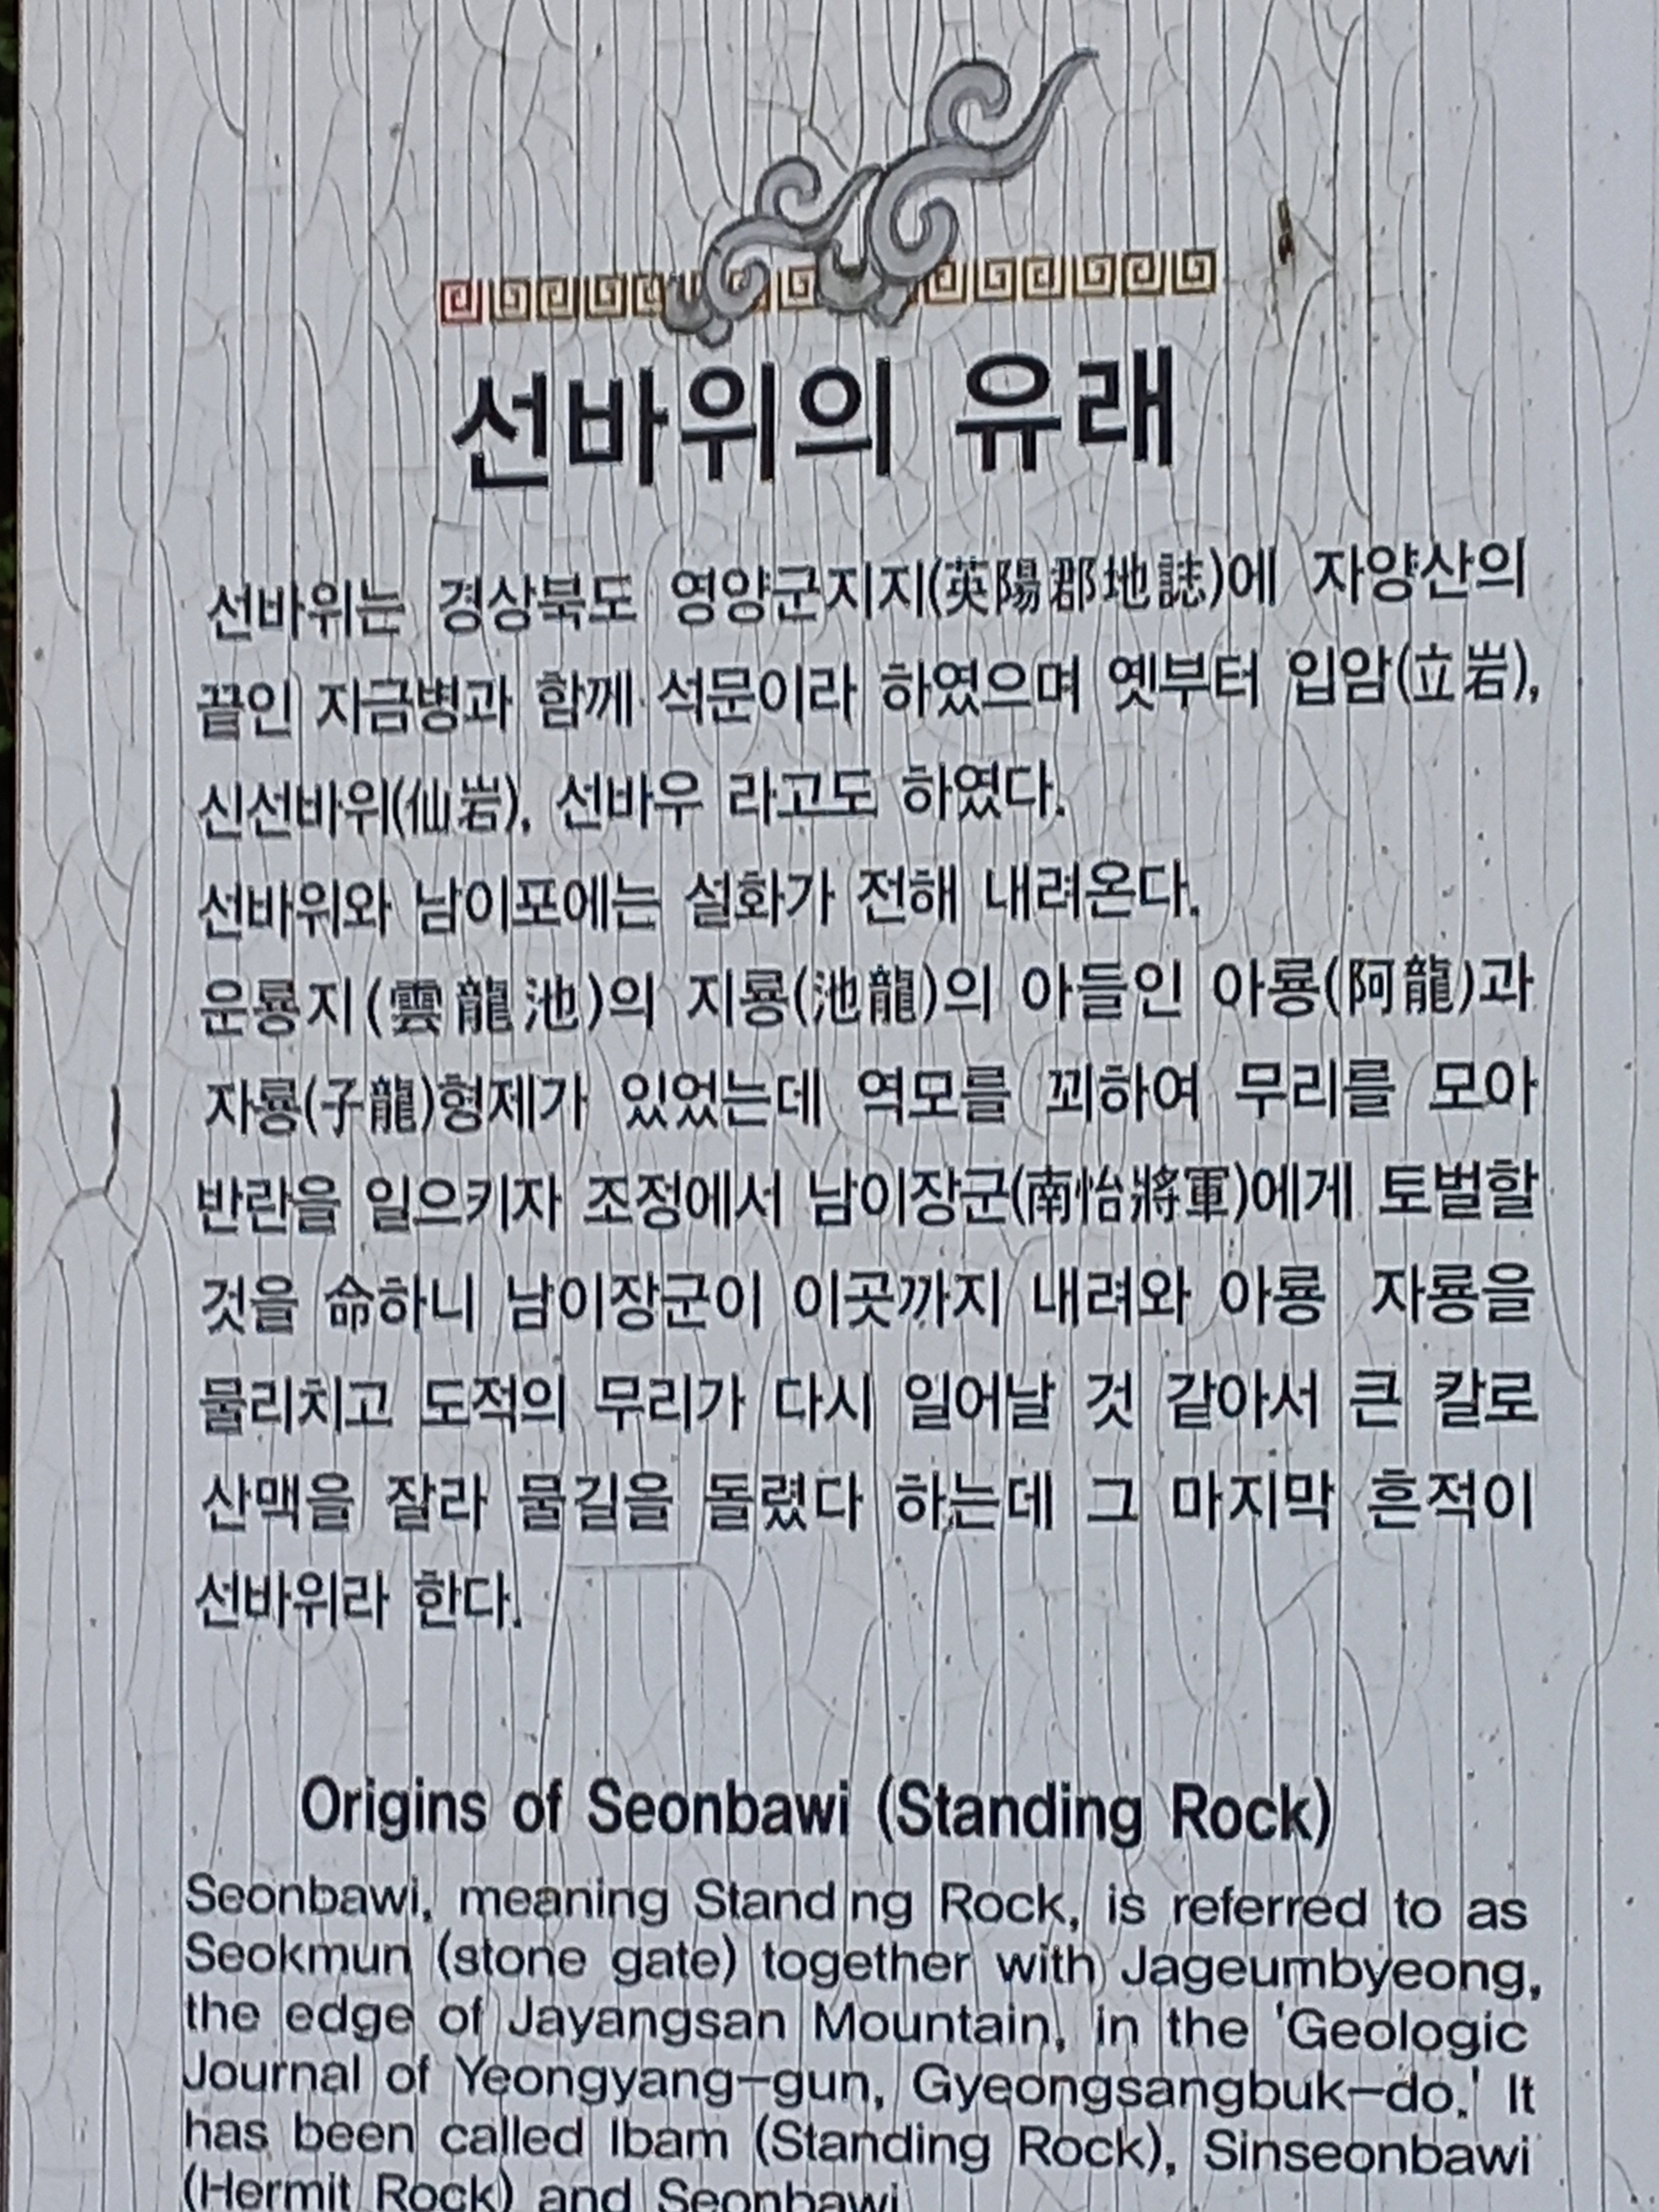 선바위의 유래
선바위는 경상북도 영양군지지(英陽郡地誌)에 자양산의
끝인 자금병과 함께 석문이라 하였으며 옛부터 입암(立岩),
신선바위(仙岩), 선바우 라고도 하였다.
선바위와 남이포에는 설화가 전해 내려온다.
운룡지(雲龍池)의 지룡(池龍)의 아들인 아룡(阿龍)과
자룡(子龍)형제가 있었는데 역모를 꾀하여 무리를 모아
반란을 일으키자 조정에서 남이장군(南怡將軍)에게 토벌할
것을 命하니 남이장군이 이곳까지 내려와 아룡 자룡을
물리치고 도적의 무리가 다시 일어날 것 같아서 큰 칼로
산맥을 잘라 물길을 돌렸다 하는데 그 마지막 흔적이
선바위라 한다.
Origins of Seonbawi (Standing Rock)
Seonbawi, meaning Stand ng Rock, is referred to as
Seokmun (stone gate) together with Jageumbyeong,
the edge of Jayangsan Mountain, in the 'Geologic
Journal of Yeongyang-gun, Gyeongsangbuk-do.' It
has been called Ibam (Standing Rock), Sinseonbawi
(Hermit Rock) and Seonbawi